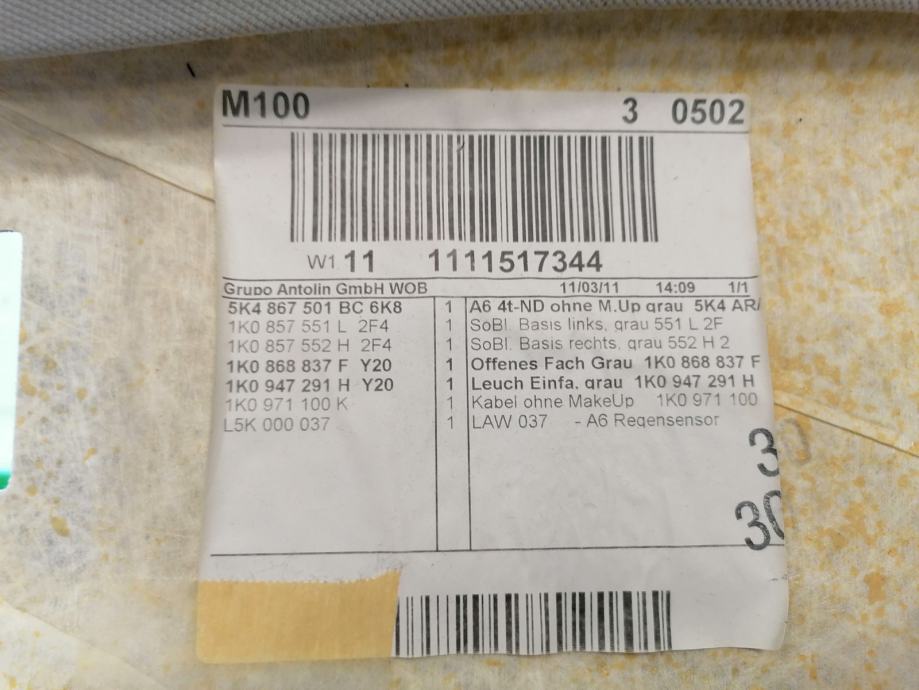 M100 3 0502
W1 11 1111517344
Grupo Antolin GmbH WOB 11/03/11 14:09 1/1
5K4 867 501 BC 6K8 1 A6 4t-ND ohne M.Up grau 5K4 AR/
1K0 857 551 L 2F4 1 SoBl. Basis links, grau 551 L 2F
1K0 857 552 H 2F4 1 SoBl. Basis rechts, grau 552 H 2
1K0 868 837 F Y20 1 Offenes Fach Grau 1K0 868 837 F
1K0 947 291 H Y20 1 Leuch Einfa, grau 1K0 947 291 H
1K0 971 100 K 1 Kabel ohne MakeUp 1K0 971 100
L5K 000 037 1 LAW 037 - A6 Regensensor
3
30